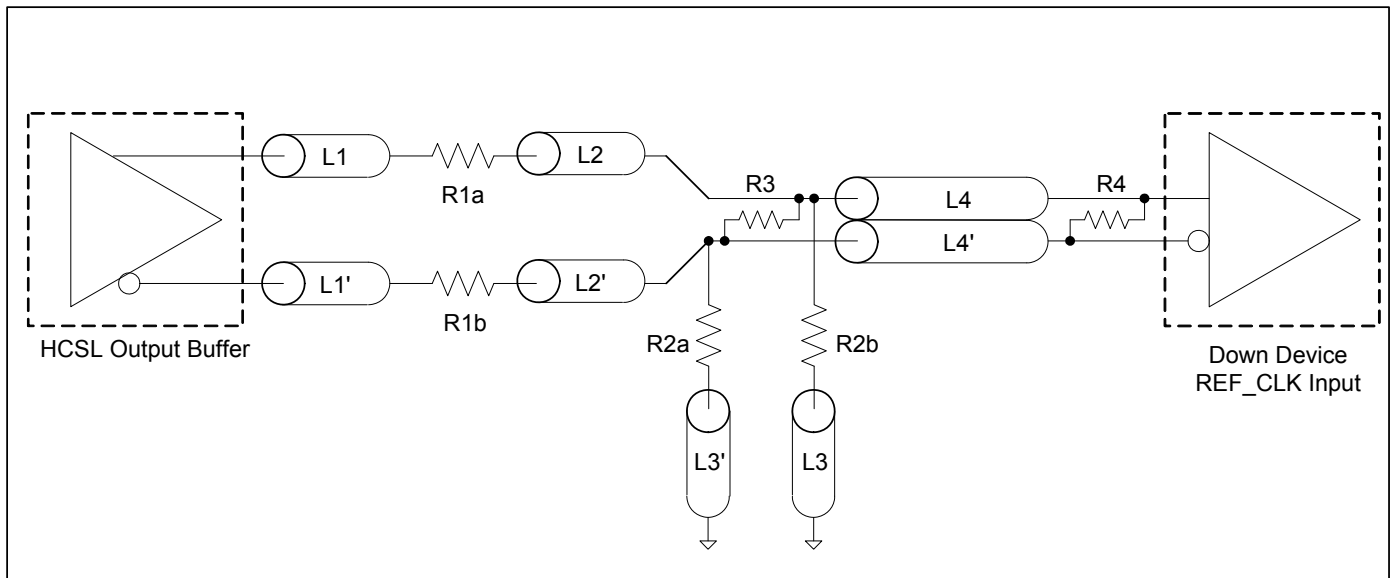 L1
R1a
L2
R3
L4
R4
L4'
L1'
R1b
L2'
HCSL Output Buffer
R2a
R2b
Down Device
REF_CLK Input
L3'
L3